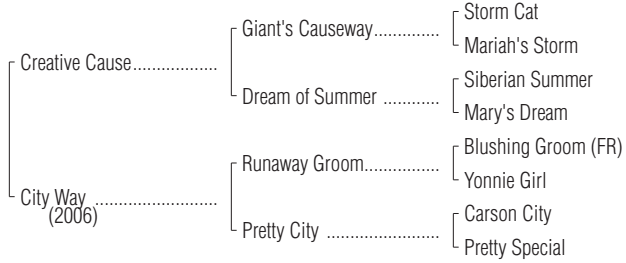 Storm Cat
Giant's Causeway..............
Mariah's Storm
Creative Cause..................
Siberian Summer
Dream of Summer ............
Mary's Dream
Blushing Groom (FR)
Runaway Groom................
Yonnie Girl
City Way ..........................
(2006)
Carson City
Pretty City ........................
Pretty Special